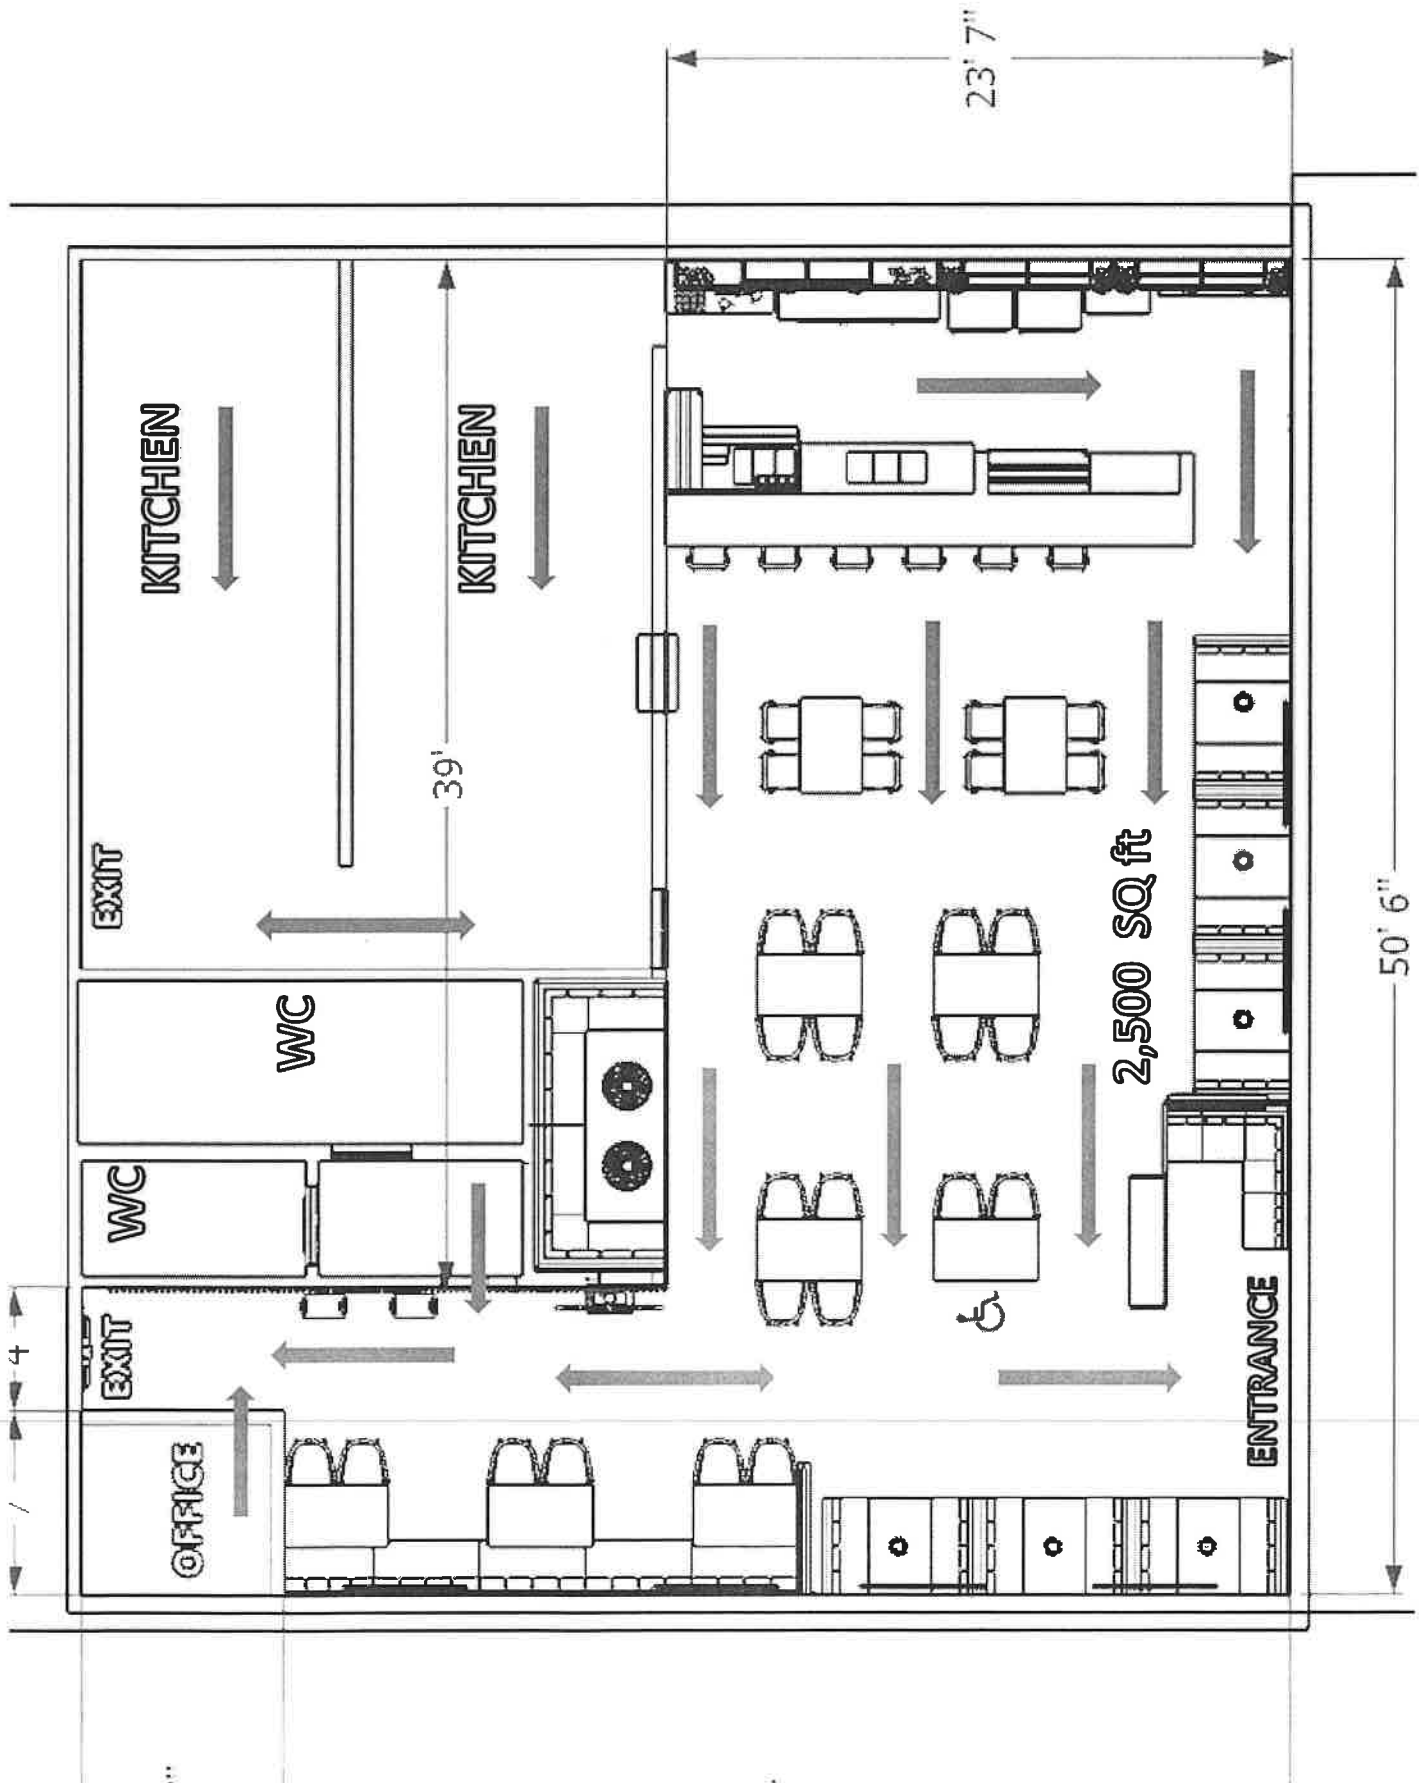 23' 7"
KITCHEN
KITCHEN
39'
EXIT
WC
WC
2,500 SQ ft
50' 6"
4
EXIT
OFFICE
ENTRANCE